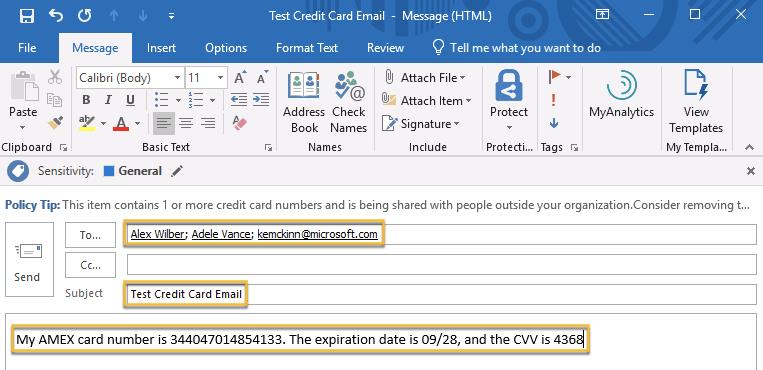 Test Credit Card Email - Message (HTML)
File Message Insert Options Format Text Review Tell me what you want to do
Calibri (Body) 11 A A
Attach File
Attach Item
Signature
B I U
ab A
Paste
Address Book
Check Names
Protect
MyAnalytics
View Templates
Clipboard Basic Text Names Include Protecti... Tags My Templa...
Sensitivity: General
Policy Tip: This item contains 1 or more credit card numbers and is being shared with people outside your organization.Consider removing t...
To... Alex Wilber; Adele Vance; kemckinn@microsoft.com
Cc...
Send
Subject Test Credit Card Email
My AMEX card number is 344047014854133. The expiration date is 09/28, and the CVV is 4368